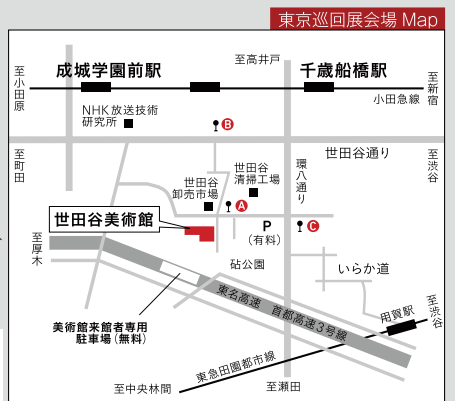 東京巡回展会場 Map
至高井戸
成城学園前駅
千歳船橋駅
至小田原
至新宿
小田急線
NHK放送技術
研究所
B
至町田
世田谷通り
至渋谷
世田谷
清掃工場
環八通り
世田谷
卸売市場
A
世田谷美術館
P
(有料)
C
至厚木
砧公園
いらか道
東名高速 首都高速3号線
用賀駅
至渋谷
美術館来館者専用
駐車場(無料)
東急田園都市線
至中央林間
至瀬田